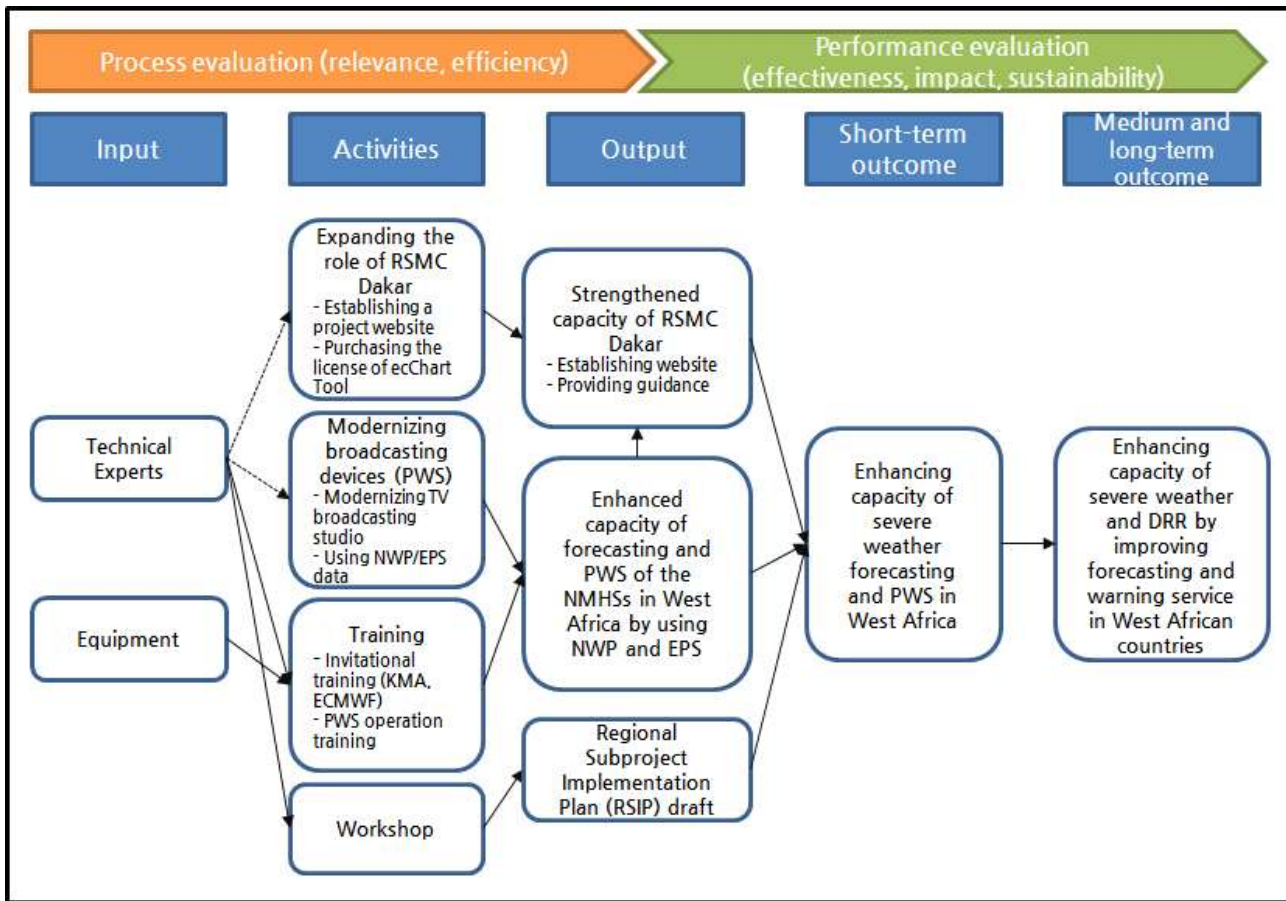 Process evaluation (relevance, efficiency)
Performance evaluation
(effectiveness, impact, sustainability)
Input
Activities
Output
Short-term
outcome
Medium and
long-term
outcome
Technical
Experts
Equipment
Expanding the
role of RSMC
Dakar
- Establishing a
project website
- Purchasing the
license of ecChart
Tool
Modernizing
broadcasting
devices (PWS)
- Modernizing TV
broadcasting
studio
- Using NWP/EPS
data
Training
- Invitational
training (KMA,
ECMWF)
- PWS operation
training
Workshop
Strengthened
capacity of RSMC
Dakar
- Establishing website
- Providing guidance
Enhanced
capacity of
forecasting and
PWS of the
NMHSs in West
Africa by using
NWP and EPS
Regional
Subproject
Implementation
Plan (RSIP) draft
Enhancing
capacity of
severe
weather
forecasting
and PWS in
West Africa
Enhancing
capacity of
severe weather
and DRR by
improving
forecasting and
warning service
in West African
countries